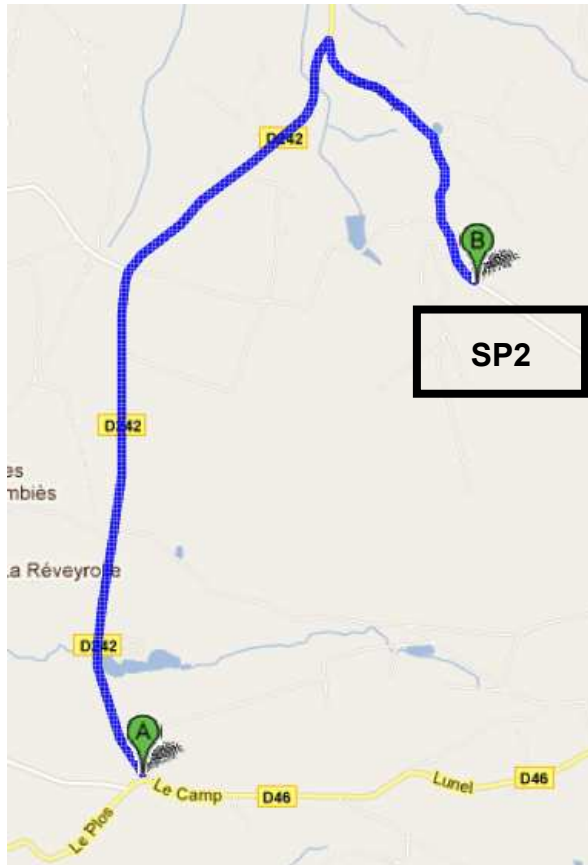 D242
B
SP2
D242
es
mbiès
La Réveyrolle
D242
A
Le Camp
D46
Lunel
D46
Le Plos